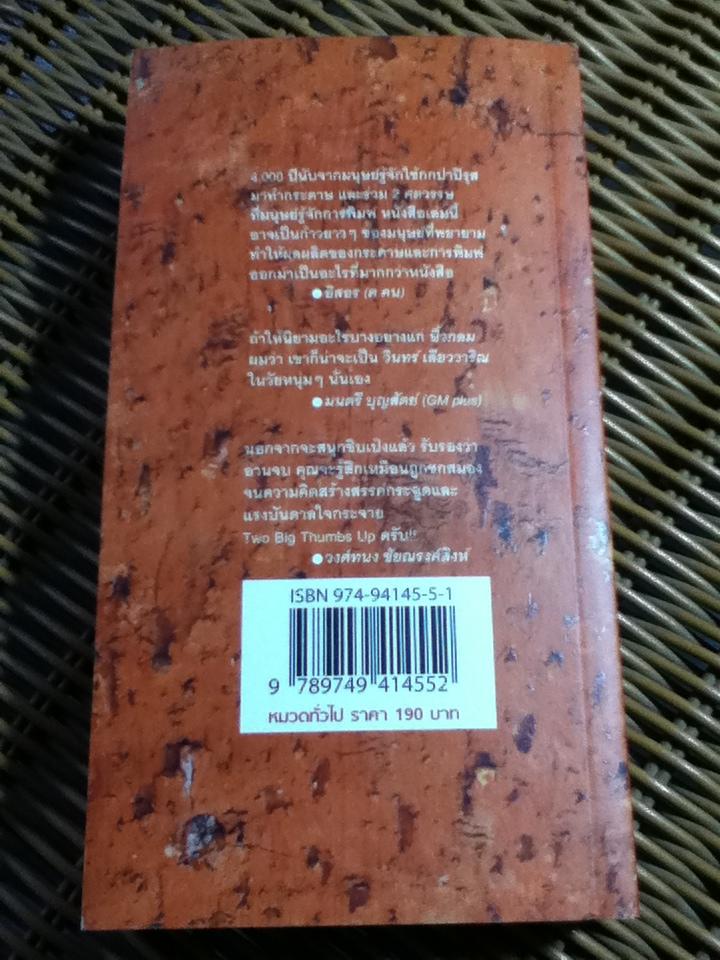 4,000 ปีนับจากมนุษย์รู้จักใช้กกปาปิรุส
มาทำกระดาษ และร่วม 2 ศตวรรษ
ที่มนุษย์รู้จักการพิมพ์ หนังสือเล่มนี้
อาจเป็นก้าวยาวๆ ของมนุษย์ที่พยายาม
ทำให้ผลผลิตของกระดาษและการพิมพ์
ออกมาเป็นอะไรที่มากกว่าหนังสือ
● อิสอร (ฅ คน)
ถ้าให้นิยามอะไรบางอย่างแก่ นิ้วกลม
ผมว่า เขาก็น่าจะเป็น วินทร์ เลียววาริณ
ในวัยหนุ่มๆ นั่นเอง
● มนตรี บุญสัตย์ (GM plus)
นอกจากจะสนุกชิบเป๋งแล้ว รับรองว่า
อ่านจบ คุณจะรู้สึกเหมือนถูกชกสมอง
จนความคิดสร้างสรรค์กระฉูดและ
แรงบันดาลใจกระจาย
Two Big Thumbs Up ครับ!!
● วงศ์ทนง ชัยณรงค์สิงห์
ISBN 974-94145-5-1
9 789749 414552
หมวดทั่วไป ราคา 190 บาท